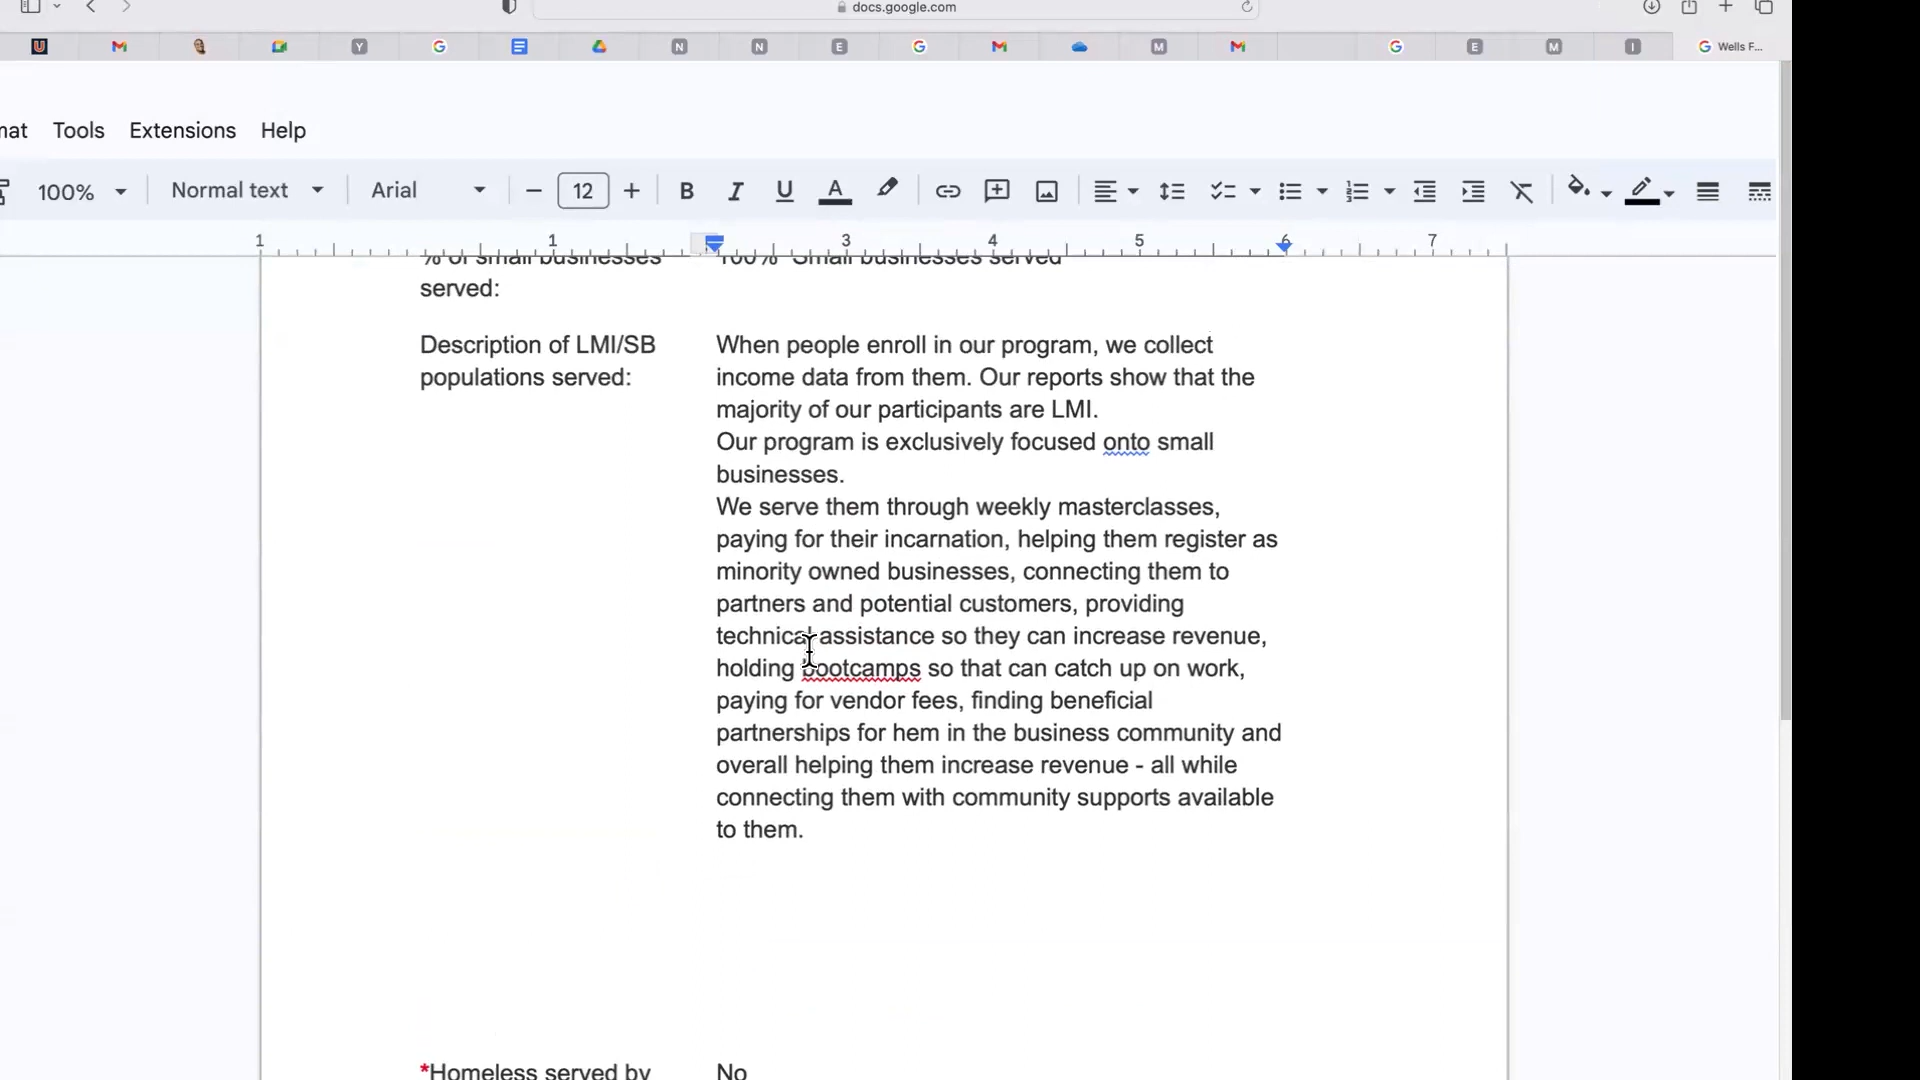 docs.google.com
U
Y
G
N
N
E
G
M
G
E
M
I
G Wells F...
mat Tools Extensions Help
100% Normal text Arial − 12 + B I U A
1 1 3 4 5 6 7
% of small businesses
served:
100% Small businesses served
Description of LMI/SB
populations served:
When people enroll in our program, we collect
income data from them. Our reports show that the
majority of our participants are LMI.
Our program is exclusively focused onto small
businesses.
We serve them through weekly masterclasses,
paying for their incarnation, helping them register as
minority owned businesses, connecting them to
partners and potential customers, providing
technical assistance so they can increase revenue,
holding bootcamps so that can catch up on work,
paying for vendor fees, finding beneficial
partnerships for hem in the business community and
overall helping them increase revenue - all while
connecting them with community supports available
to them.
*Homeless served by
No